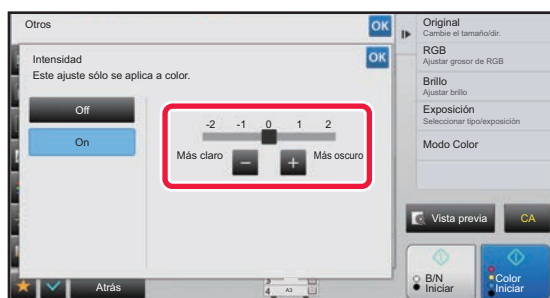 Otros
OK
Intensidad
OK
Este ajuste sólo se aplica a color.
Off
On
-2 -1 0 1 2
Más claro
Más oscuro
Atrás
3
4 A3
Original
Cambie el tamaño/dir.
RGB
Ajustar grosor de RGB
Brillo
Ajustar brillo
Exposición
Seleccionar tipo/exposición
Modo Color
Vista previa
CA
B/N
Iniciar
Color
Iniciar